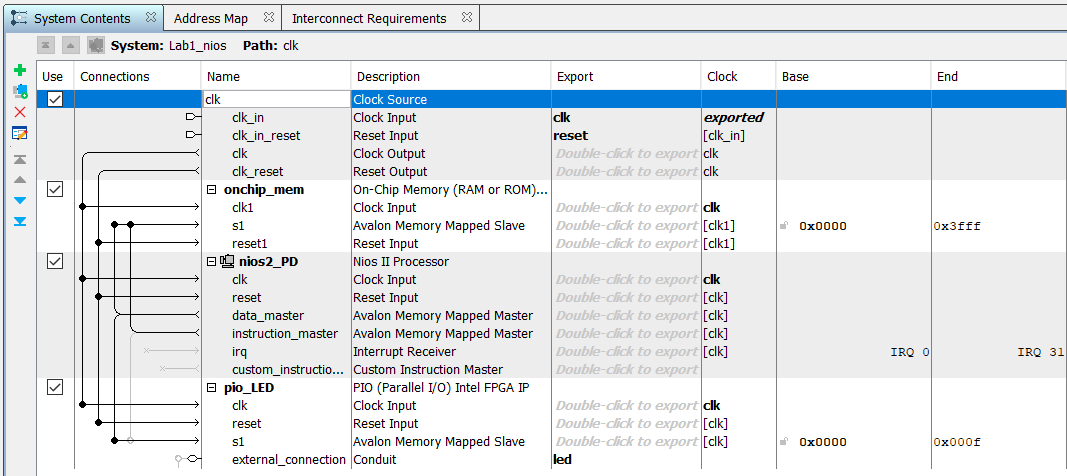 System Contents Address Map Interconnect Requirements
System: Lab1_nios Path: clk
Use Connections Name Description Export Clock Base End
clk Clock Source
clk_in Clock Input clk exported
clk_in_reset Reset Input reset [clk_in]
clk Clock Output Double-click to export clk
clk_reset Reset Output Double-click to export clk
onchip_mem On-Chip Memory (RAM or ROM)...
clk1 Clock Input Double-click to export clk
s1 Avalon Memory Mapped Slave Double-click to export [clk1] 0x0000 0x3fff
reset1 Reset Input Double-click to export [clk1]
nios2_PD Nios II Processor
clk Clock Input Double-click to export clk
reset Reset Input Double-click to export [clk]
data_master Avalon Memory Mapped Master Double-click to export [clk]
instruction_master Avalon Memory Mapped Master Double-click to export [clk]
irq Interrupt Receiver Double-click to export [clk] IRQ 0 IRQ 31
custom_instructio... Custom Instruction Master Double-click to export
pio_LED PIO (Parallel I/O) Intel FPGA IP
clk Clock Input Double-click to export clk
reset Reset Input Double-click to export [clk]
s1 Avalon Memory Mapped Slave Double-click to export [clk] 0x0000 0x000f
external_connection Conduit led